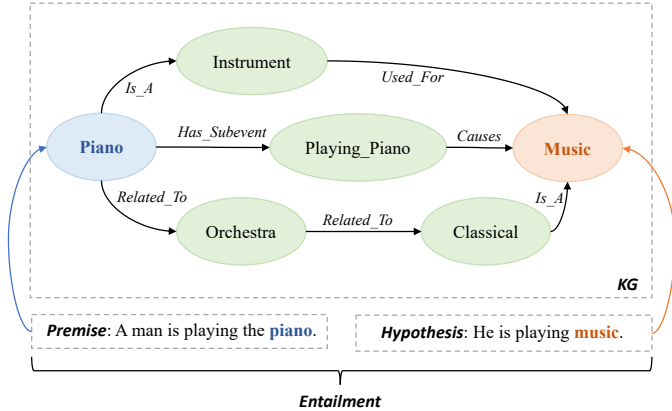 Instrument
Is_A
Used_For
Piano
Has_Subevent
Playing_Piano
Causes
Music
Related_To
Orchestra
Related_To
Classical
Is_A
KG
Premise: A man is playing the piano.
Hypothesis: He is playing music.
Entailment